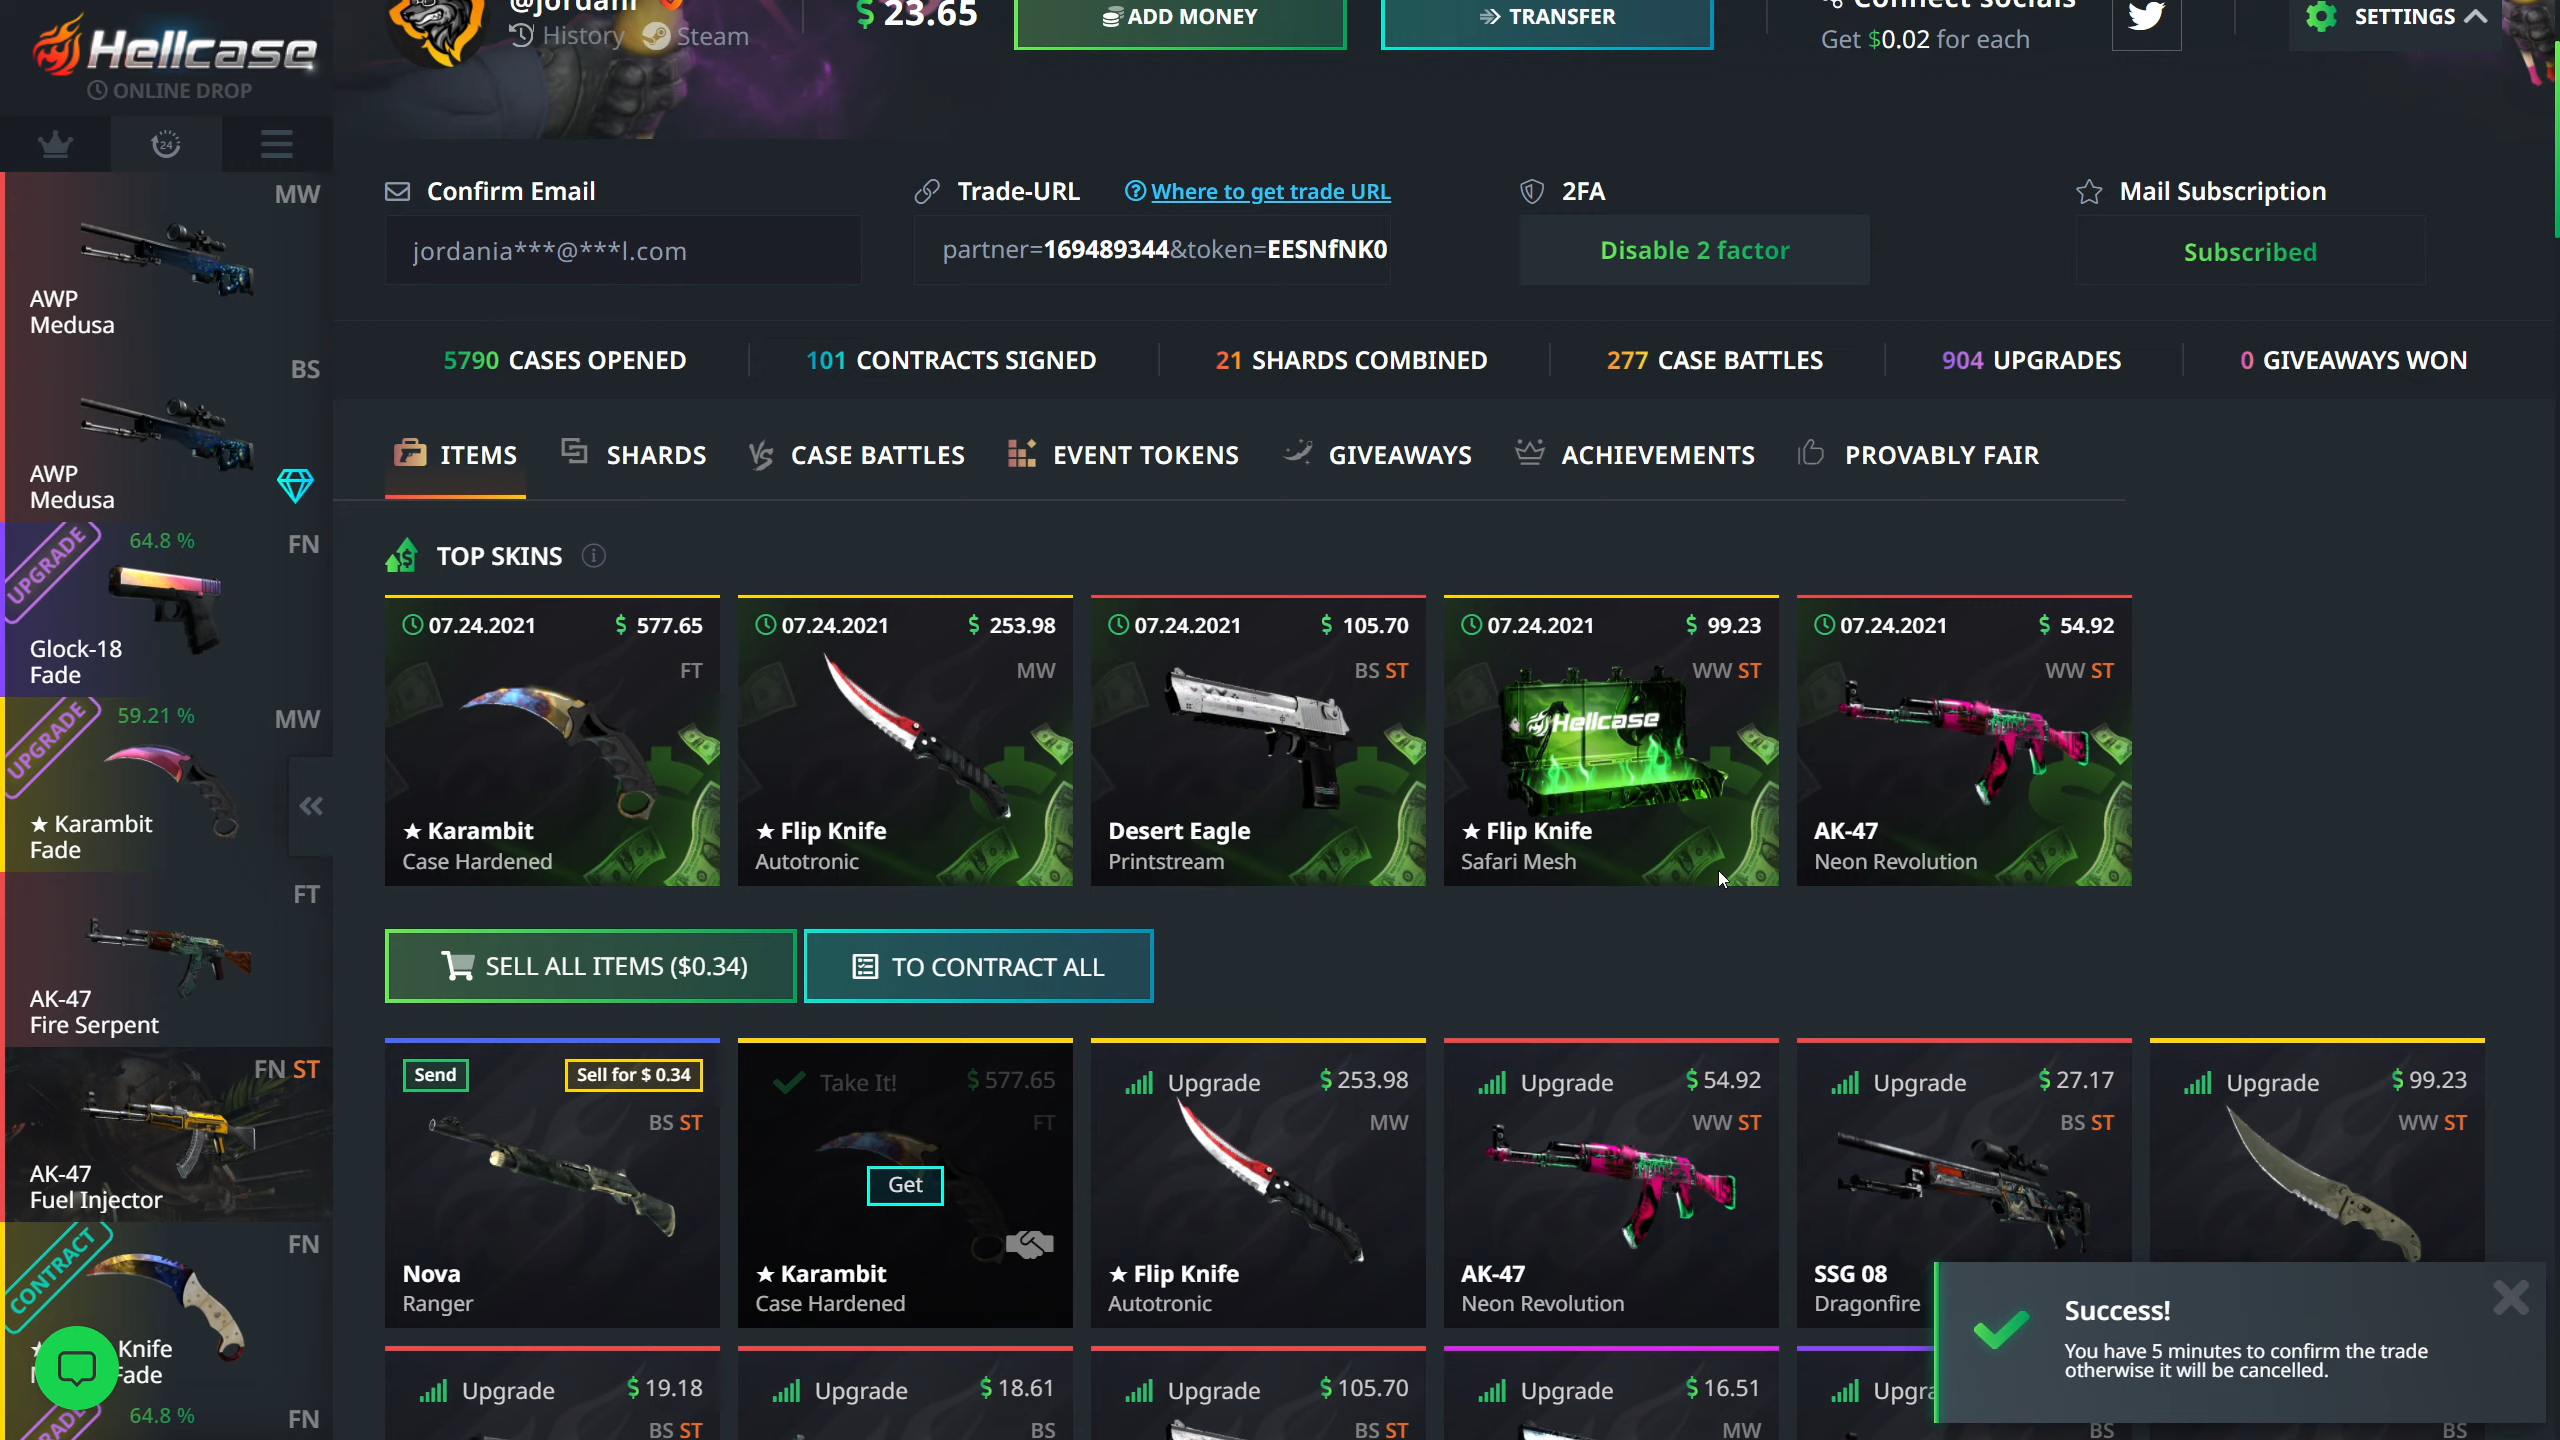 Hellcase
ONLINE DROP
24
MW
AWP
Medusa
BS
AWP
Medusa
UPGRADE
64.8 %
FN
Glock-18
Fade
UPGRADE
59.21 %
MW
★ Karambit
Fade
FT
AK-47
Fire Serpent
FN ST
AK-47
Fuel Injector
CONTRACT
FN
Knife
Fade
64.8 %
FN
History
Steam
$ 23.65
ADD MONEY
TRANSFER
Connect socials
Get $0.02 for each
SETTINGS
Confirm Email
jordania***@***l.com
Trade-URL
Where to get trade URL
partner=169489344&token=EESNfNK0
2FA
Disable 2 factor
Mail Subscription
Subscribed
5790 CASES OPENED
101 CONTRACTS SIGNED
21 SHARDS COMBINED
277 CASE BATTLES
904 UPGRADES
0 GIVEAWAYS WON
ITEMS
SHARDS
VS CASE BATTLES
EVENT TOKENS
GIVEAWAYS
ACHIEVEMENTS
PROVABLY FAIR
TOP SKINS
07.24.2021 $ 577.65
FT
★ Karambit
Case Hardened
07.24.2021 $ 253.98
MW
★ Flip Knife
Autotronic
07.24.2021 $ 105.70
BS ST
Desert Eagle
Printstream
07.24.2021 $ 99.23
WW ST
Hellcase
★ Flip Knife
Safari Mesh
07.24.2021 $ 54.92
WW ST
AK-47
Neon Revolution
SELL ALL ITEMS ($0.34)
TO CONTRACT ALL
Send
Sell for $ 0.34
BS ST
Nova
Ranger
Take It! $ 577.65
FT
Get
★ Karambit
Case Hardened
Upgrade $ 253.98
MW
★ Flip Knife
Autotronic
Upgrade $ 54.92
WW ST
AK-47
Neon Revolution
Upgrade $ 27.17
BS ST
SSG 08
Dragonfire
Upgrade $ 99.23
WW ST
Upgrade $ 19.18
BS ST
Upgrade $ 18.61
BS
Upgrade $ 105.70
BS ST
Upgrade $ 16.51
MW
BS
BS
Success!
You have 5 minutes to confirm the trade
otherwise it will be cancelled.